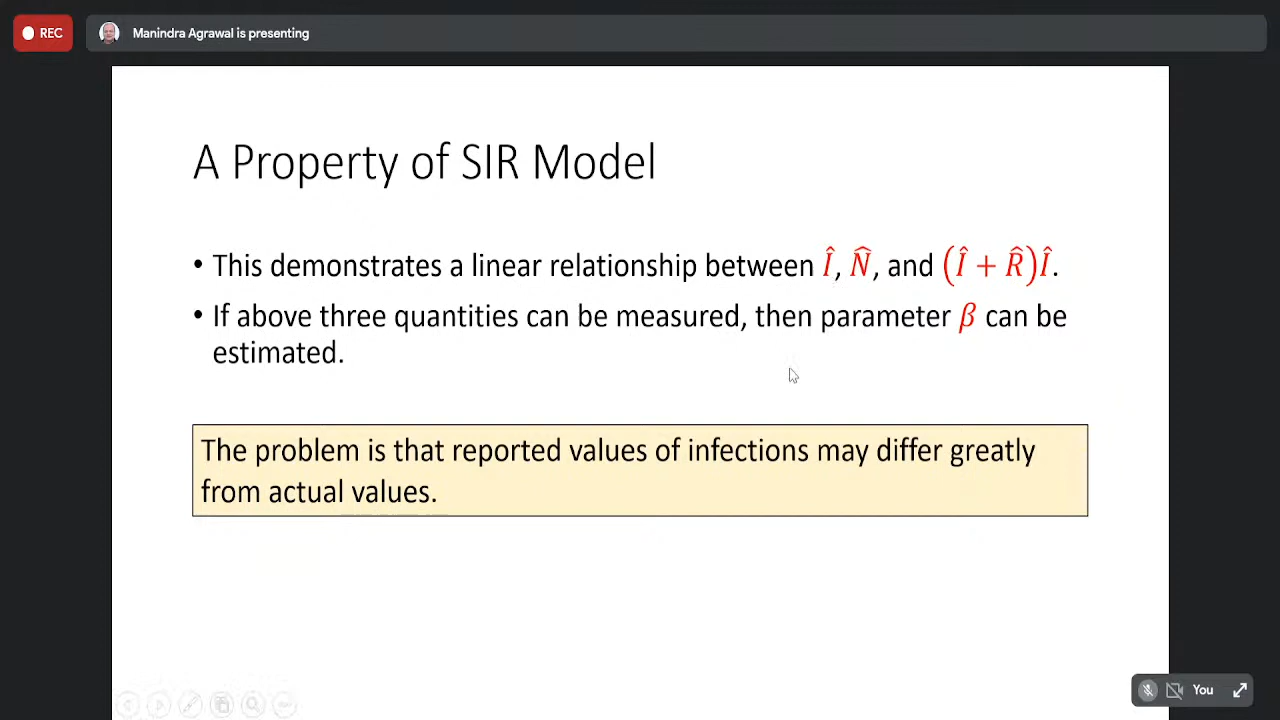 REC
Manindra Agrawal is presenting
A Property of SIR Model
• This demonstrates a linear relationship between Î, N̂, and (Î + R̂)Î.
• If above three quantities can be measured, then parameter β can be
estimated.
The problem is that reported values of infections may differ greatly
from actual values.
You